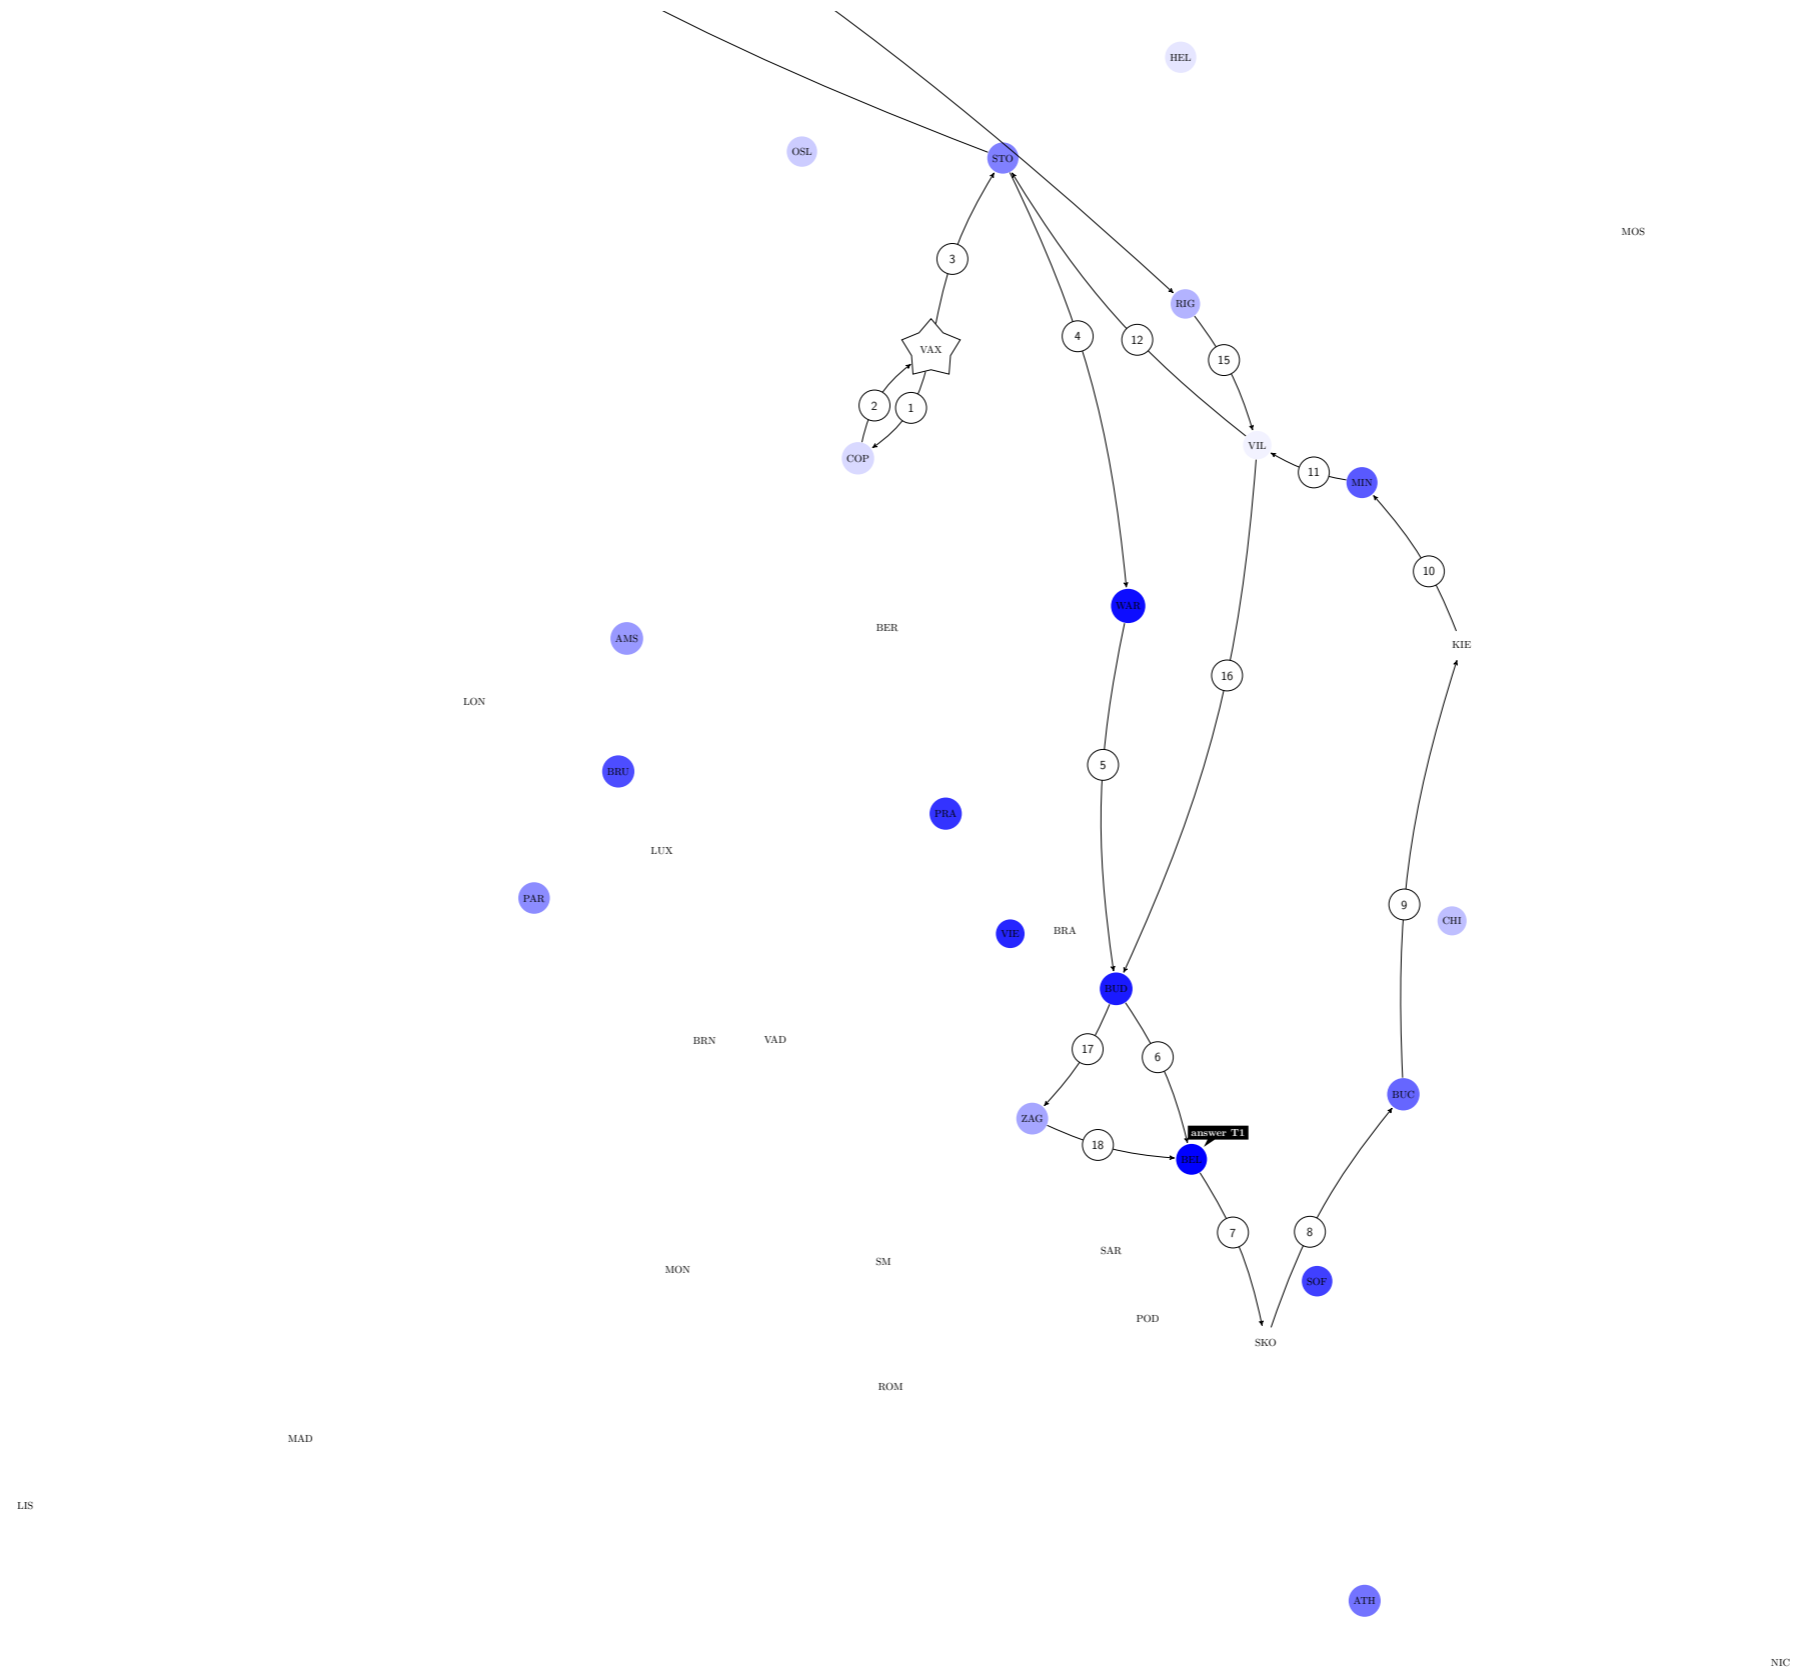 HEL
OSL
STO
MOS
3
RIG
4
12
VAX
15
2
1
VIL
COP
11
MIN
10
WAR
BER
AMS
KIE
16
LON
5
BRU
PRA
LUX
PAR
9
CHI
BRA
VIE
BUD
BRN
VAD
17
6
BUC
ZAG
answer T1
18
BEL
7
8
SAR
SM
MON
SOF
POD
SKO
ROM
MAD
LIS
ATH
NIC